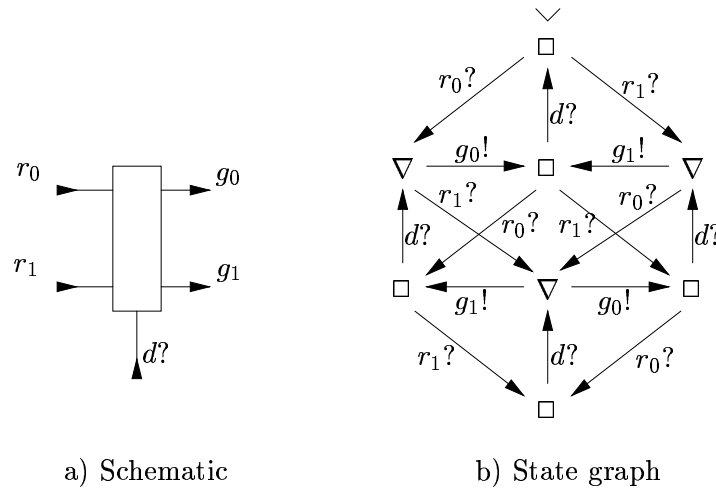 r₀
g₀
r₁
g₁
d?
a) Schematic
r₀?
r₁?
d?
g₀!
g₁!
r₁?
r₀?
d?
r₀?
r₁?
d?
g₁!
g₀!
r₁?
d?
r₀?
b) State graph